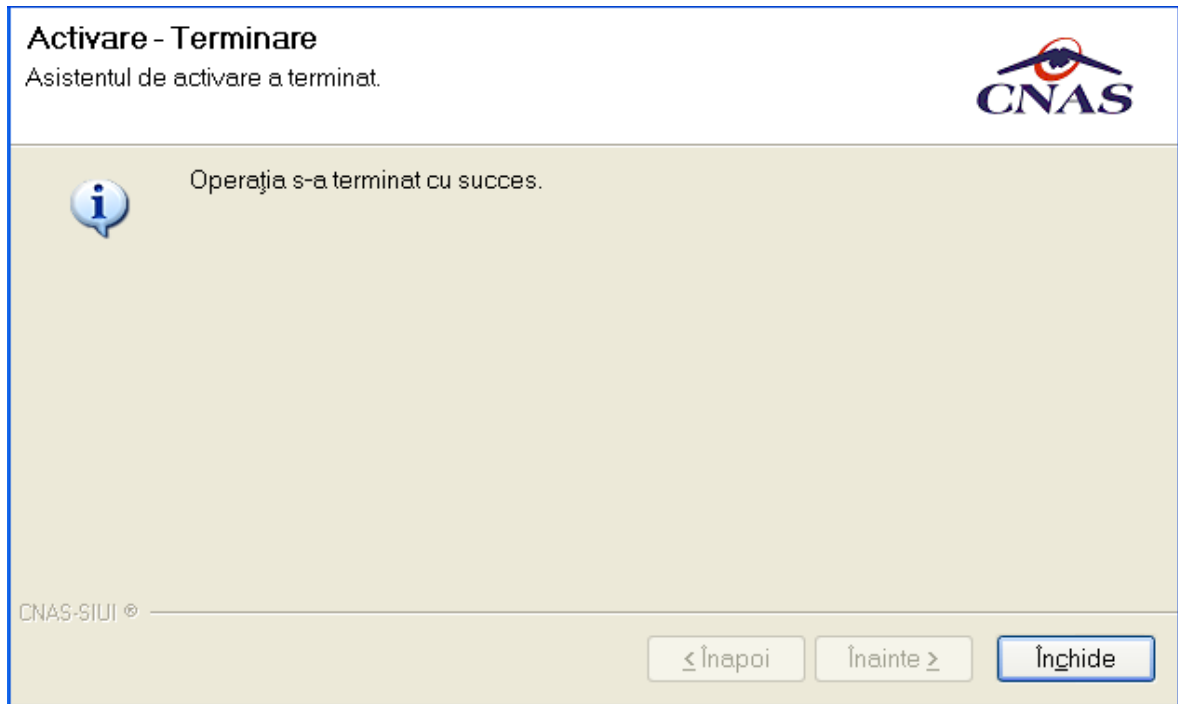 Activare - Terminare
Asistentul de activare a terminat.
CNAS
Operaţia s-a terminat cu succes.
CNAS-SIUI ®
< Înapoi
Înainte >
Închide